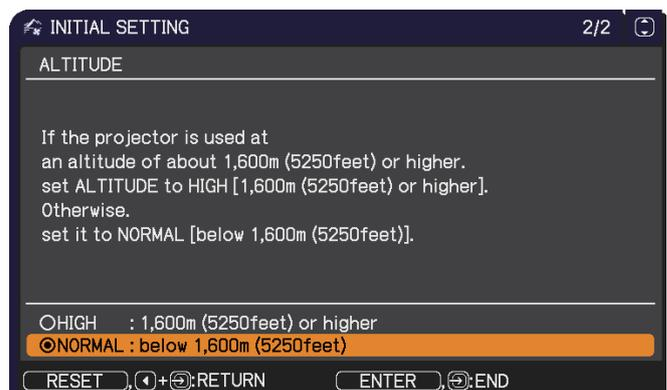 INITIAL SETTING 2/2
ALTITUDE
If the projector is used at
an altitude of about 1,600m (5250feet) or higher.
set ALTITUDE to HIGH [1,600m (5250feet) or higher].
Otherwise.
set it to NORMAL [below 1,600m (5250feet)].
HIGH : 1,600m (5250feet) or higher
NORMAL : below 1,600m (5250feet)
RESET , + :RETURN ENTER , :END